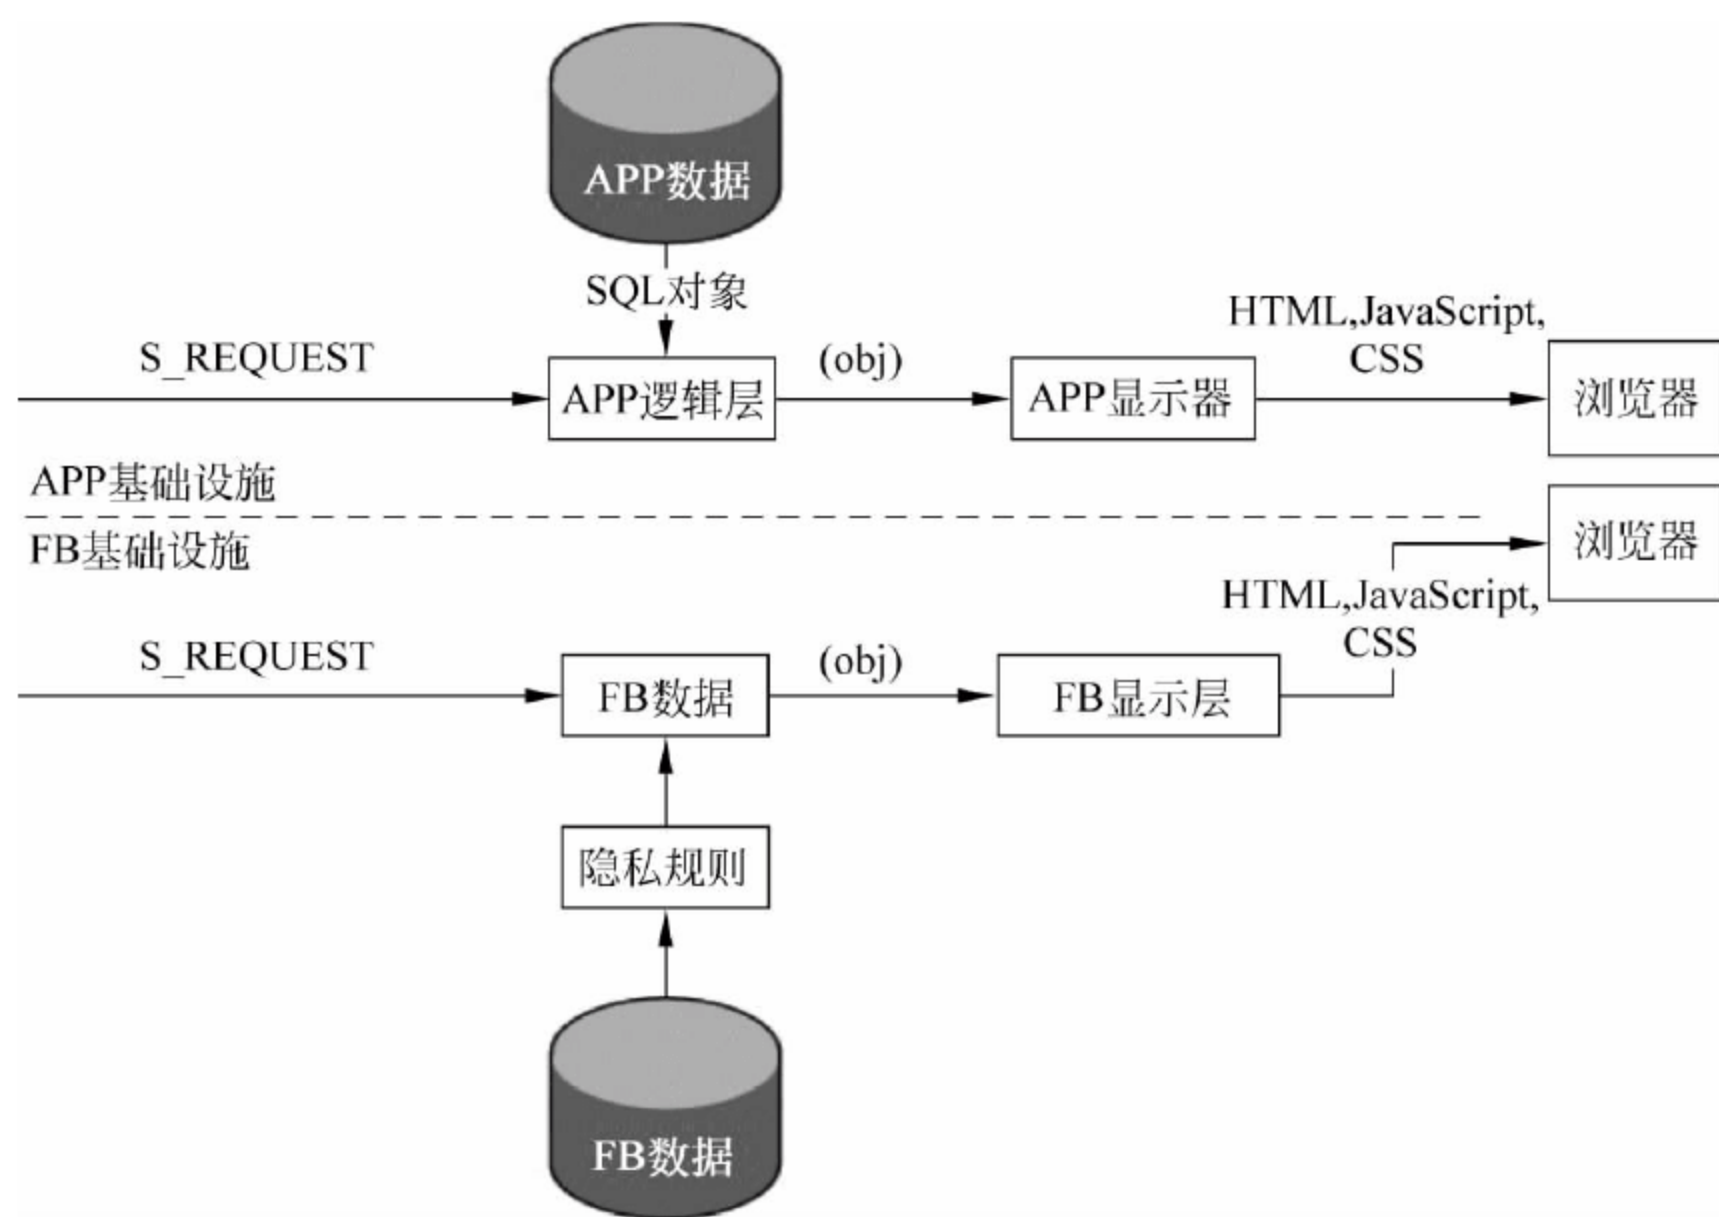 APP数据
SQL对象
S_REQUEST
(obj)
HTML,JavaScript,
CSS
APP逻辑层
APP显示器
浏览器
APP基础设施
FB基础设施
浏览器
HTML,JavaScript,
CSS
S_REQUEST
(obj)
FB数据
FB显示层
隐私规则
FB数据